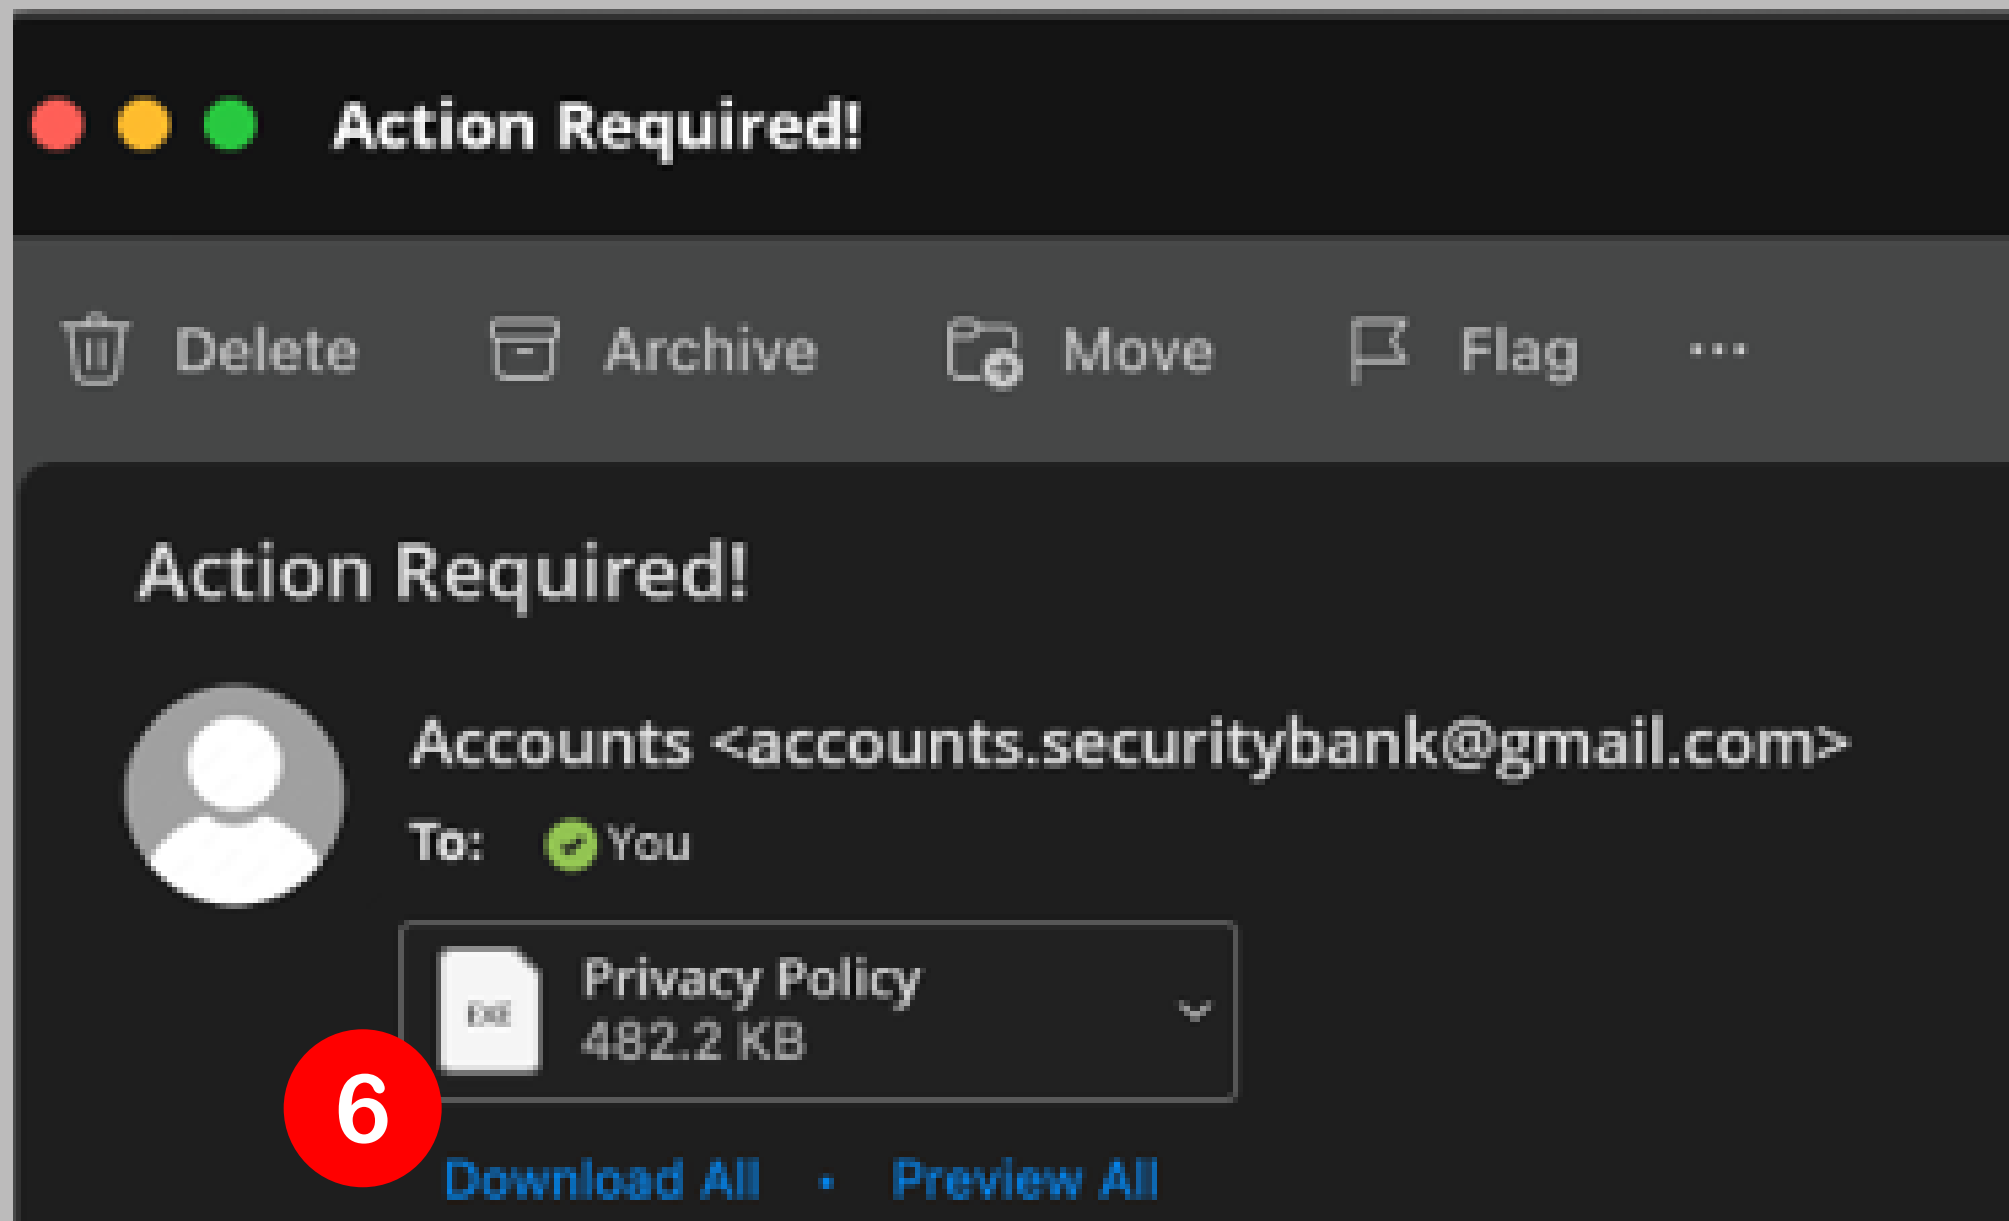 Action Required!
Delete Archive Move Flag ...
Action Required!
Accounts <accounts.securitybank@gmail.com>
To: You
EXE
Privacy Policy
482.2 KB
6
Download All · Preview All